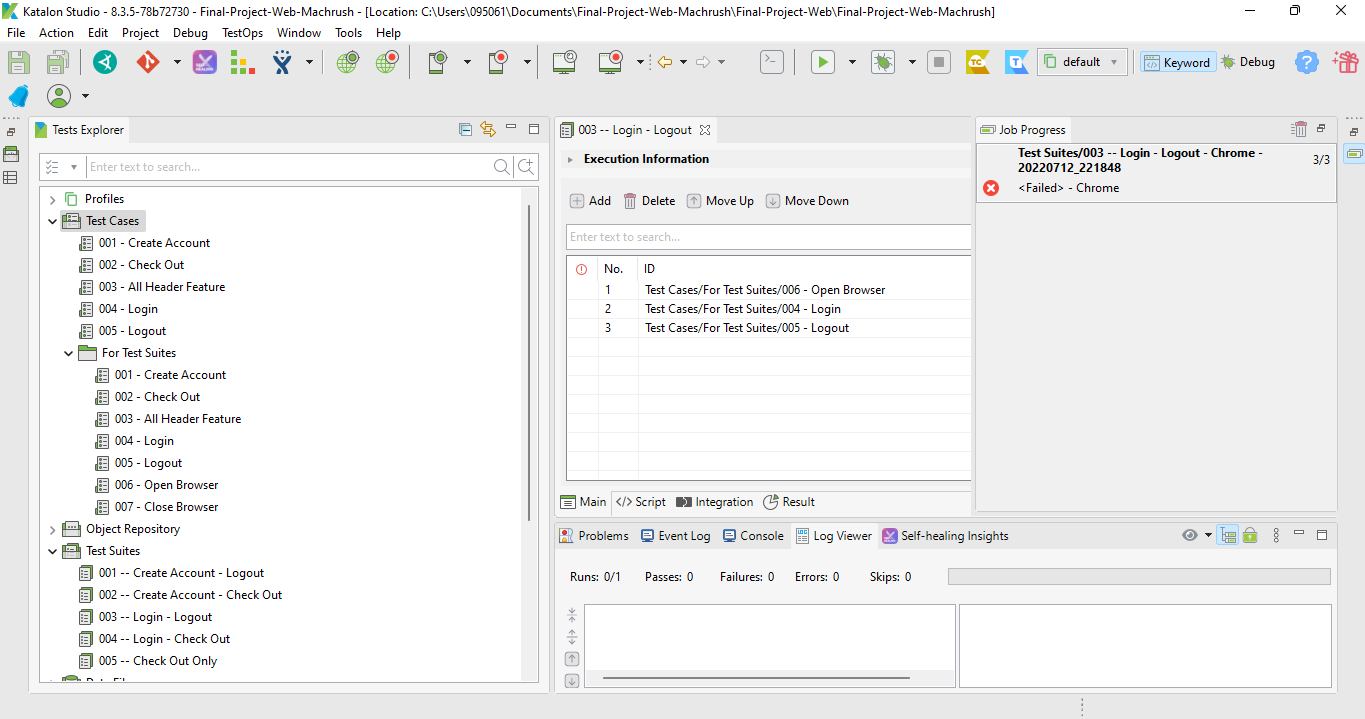 Katalon Studio - 8.3.5-78b72730 - Final-Project-Web-Machrush - [Location: C:\Users\095061\Documents\Final-Project-Web-Machrush\Final-Project-Web\Final-Project-Web-Machrush]
File Action Edit Project Debug TestOps Window Tools Help
TC T default Keyword Debug
Tests Explorer
Enter text to search...
Profiles
Test Cases
001 - Create Account
002 - Check Out
003 - All Header Feature
004 - Login
005 - Logout
For Test Suites
001 - Create Account
002 - Check Out
003 - All Header Feature
004 - Login
005 - Logout
006 - Open Browser
007 - Close Browser
Object Repository
Test Suites
001 -- Create Account - Logout
002 -- Create Account - Check Out
003 -- Login - Logout
004 -- Login - Check Out
005 -- Check Out Only
003 -- Login - Logout
Execution Information
Add Delete Move Up Move Down
Enter text to search...
No. ID
1 Test Cases/For Test Suites/006 - Open Browser
2 Test Cases/For Test Suites/004 - Login
3 Test Cases/For Test Suites/005 - Logout
Main Script Integration Result
Job Progress
Test Suites/003 -- Login - Logout - Chrome - 3/3
20220712_221848
<Failed> - Chrome
Problems Event Log Console Log Viewer Self-healing Insights
Runs: 0/1 Passes: 0 Failures: 0 Errors: 0 Skips: 0